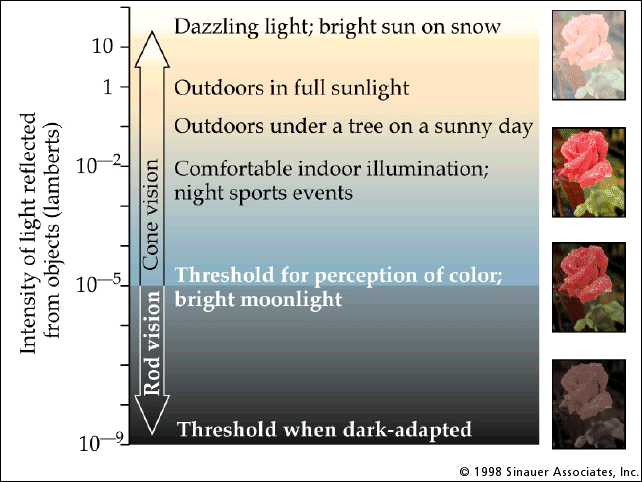 Dazzling light; bright sun on snow
10
1
Outdoors in full sunlight
Outdoors under a tree on a sunny day
10−2
Comfortable indoor illumination;
night sports events
Intensity of light reflected
from objects (lamberts)
Cone vision
10−5
Threshold for perception of color;
bright moonlight
Rod vision
Threshold when dark-adapted
10−9
© 1998 Sinauer Associates, Inc.